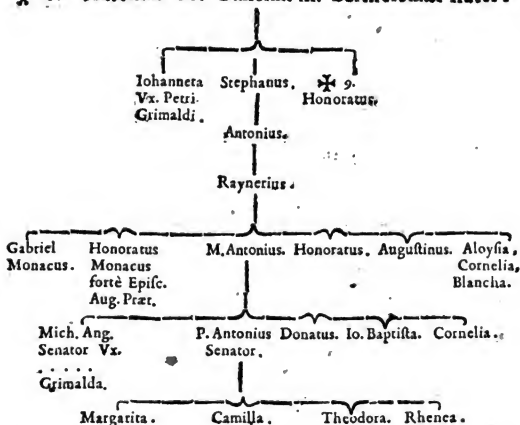 Iohanneta Stephanus. ✠ 9.
Vx. Petri. Honoratus.
Grimaldi.
Antonius.
Raynerius.
Gabriel Honoratus M.Antonius. Honoratus. Auguſtinus. Aloyſia,
Monacus. Monacus Cornelia,
fortè Epiſc. Blancha.
Aug. Præt.
Mich. Ang. P. Antonius Donatus. Io. Baptiſta. Cornelia.
Senator Vx. Senator.
. . . . .
Grimalda.
Margarita. Camilla. Theodora. Rhenea.